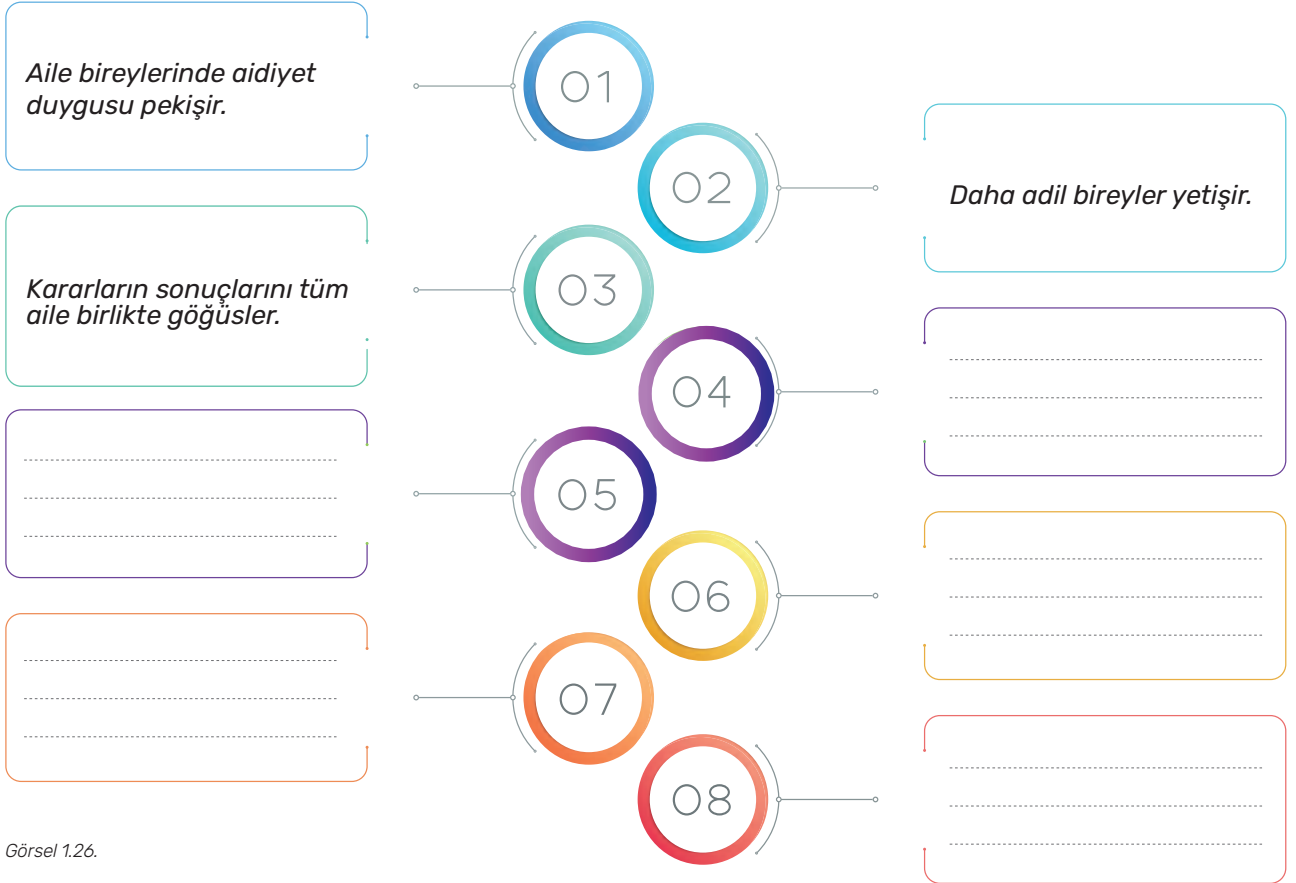 Aile bireylerinde aidiyet
duygusu pekişir.
01
02
Daha adil bireyler yetişir.
Kararların sonuçlarını tüm
aile birlikte göğüsler.
03
04
05
06
07
08
Görsel 1.26.